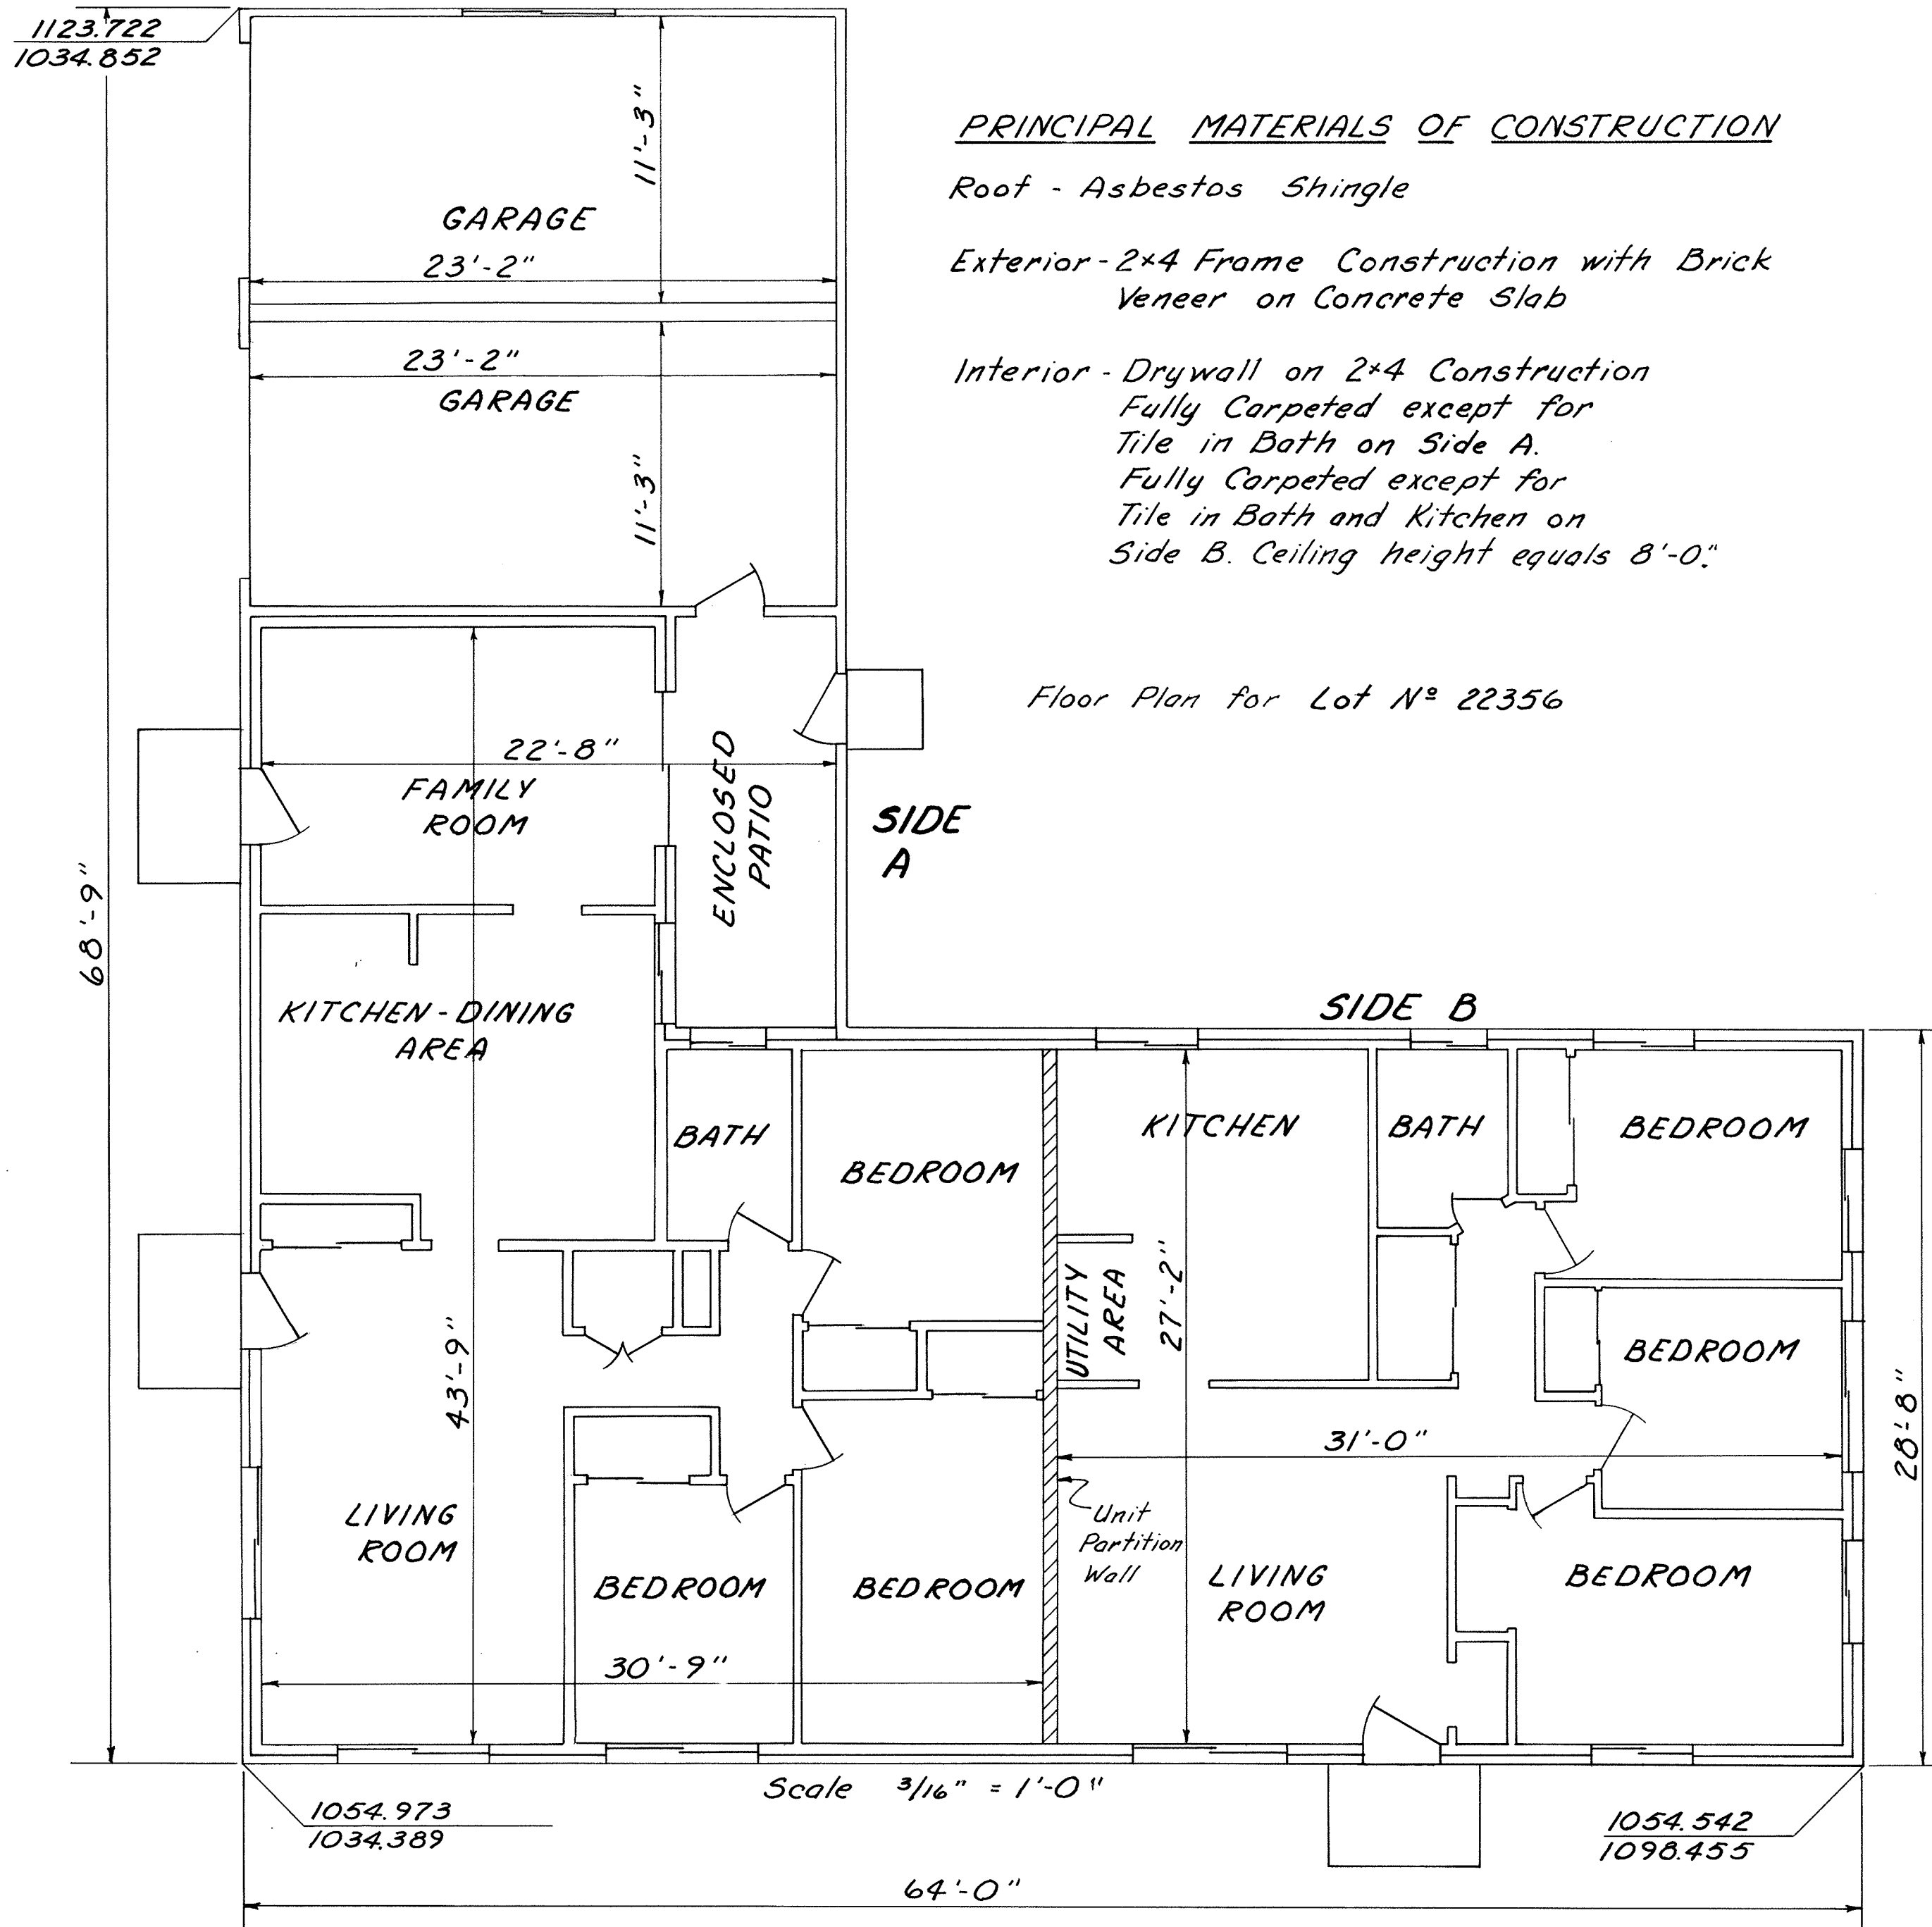 1123.722
1034.852
PRINCIPAL MATERIALS OF CONSTRUCTION
Roof - Asbestos Shingle
Exterior - 2x4 Frame Construction with Brick
Veneer on Concrete Slab
Interior - Drywall on 2x4 Construction
Fully Carpeted except for
Tile in Bath on Side A.
Fully Carpeted except for
Tile in Bath and Kitchen on
Side B. Ceiling height equals 8'-0".
Floor Plan for Lot Nº 22356
11'-3"
GARAGE
23'-2"
23'-2"
GARAGE
11'-3"
22'-8"
FAMILY
ROOM
ENCLOSED
PATIO
SIDE
A
68'-9"
KITCHEN-DINING
AREA
SIDE B
BATH
BEDROOM
KITCHEN
BATH
BEDROOM
UTILITY
AREA
27'-2"
BEDROOM
43'-9"
28'-8"
31'-0"
LIVING
ROOM
Unit
Partition
Wall
BEDROOM
BEDROOM
LIVING
ROOM
BEDROOM
30'-9"
Scale 3/16" = 1'-0"
1054.973
1034.389
1054.542
1098.455
64'-0"